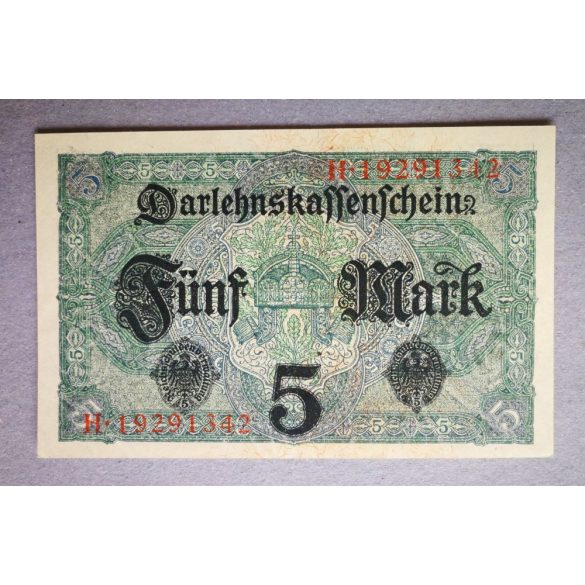 H·19291342
Darlehnskassenschein
Fünf Mark
5
H·19291342